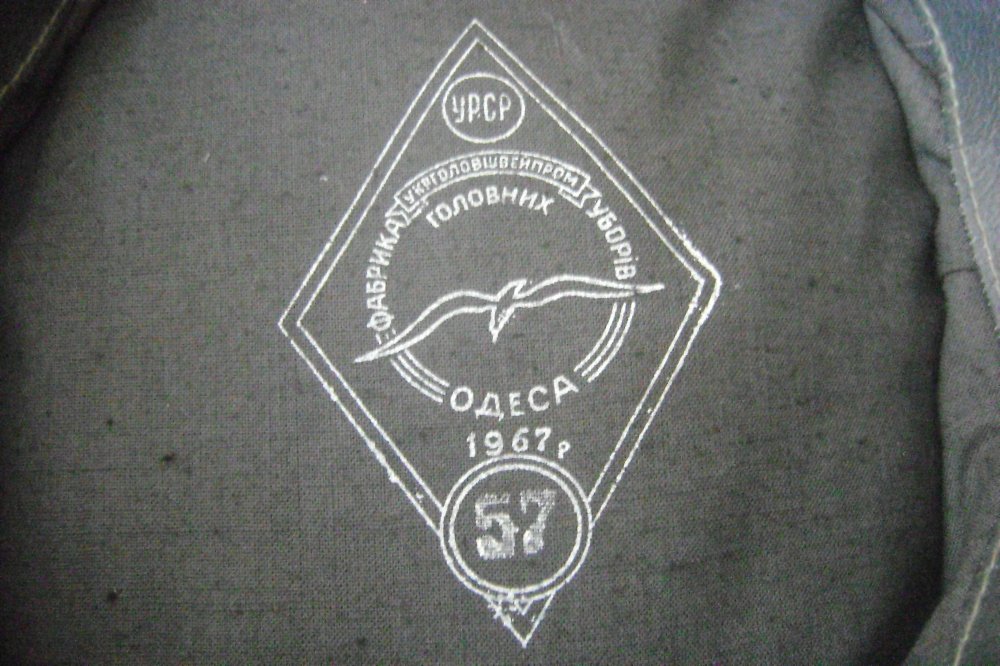 УРСР
УКРГОЛОВШВЕЙПРОМ
ФАБРИКА ГОЛОВНИХ УБОРІВ
ОДЕСА
1967р
57